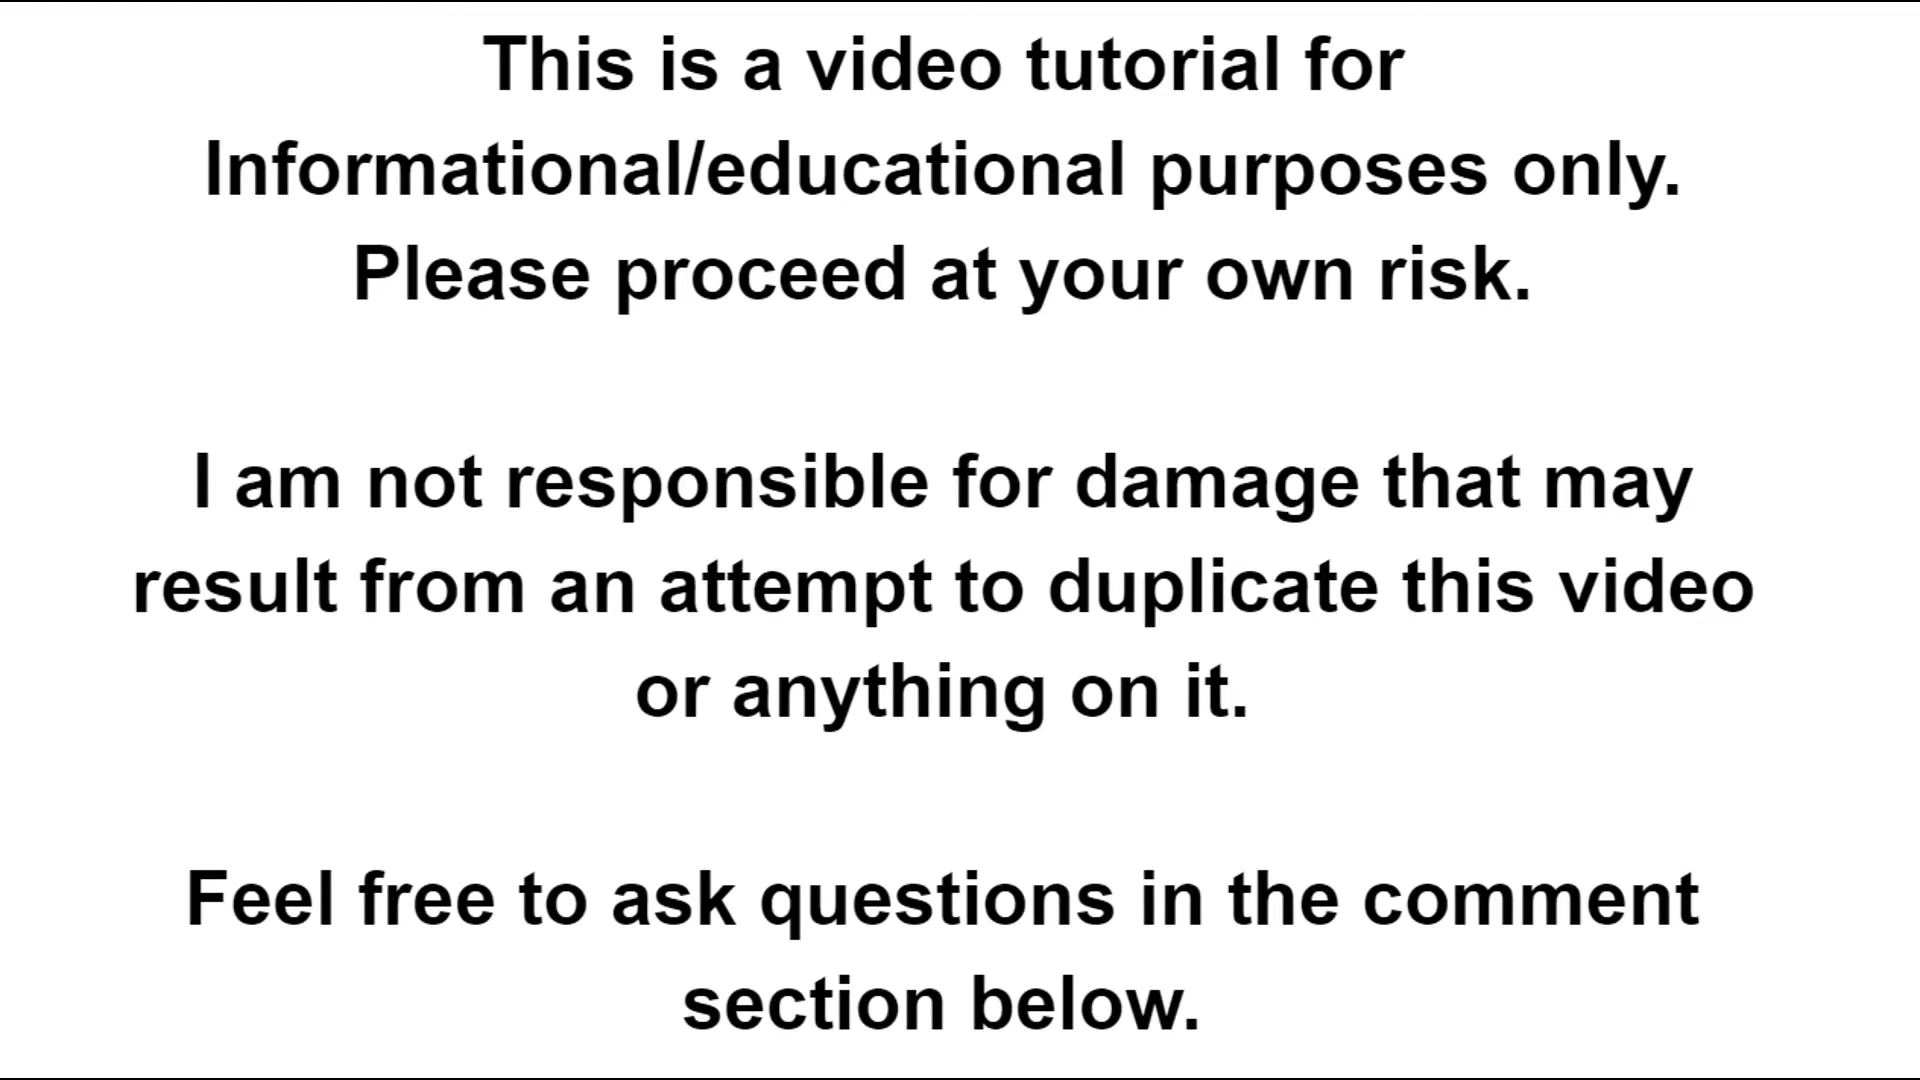 This is a video tutorial for
Informational/educational purposes only.
Please proceed at your own risk.
I am not responsible for damage that may
result from an attempt to duplicate this video
or anything on it.
Feel free to ask questions in the comment
section below.